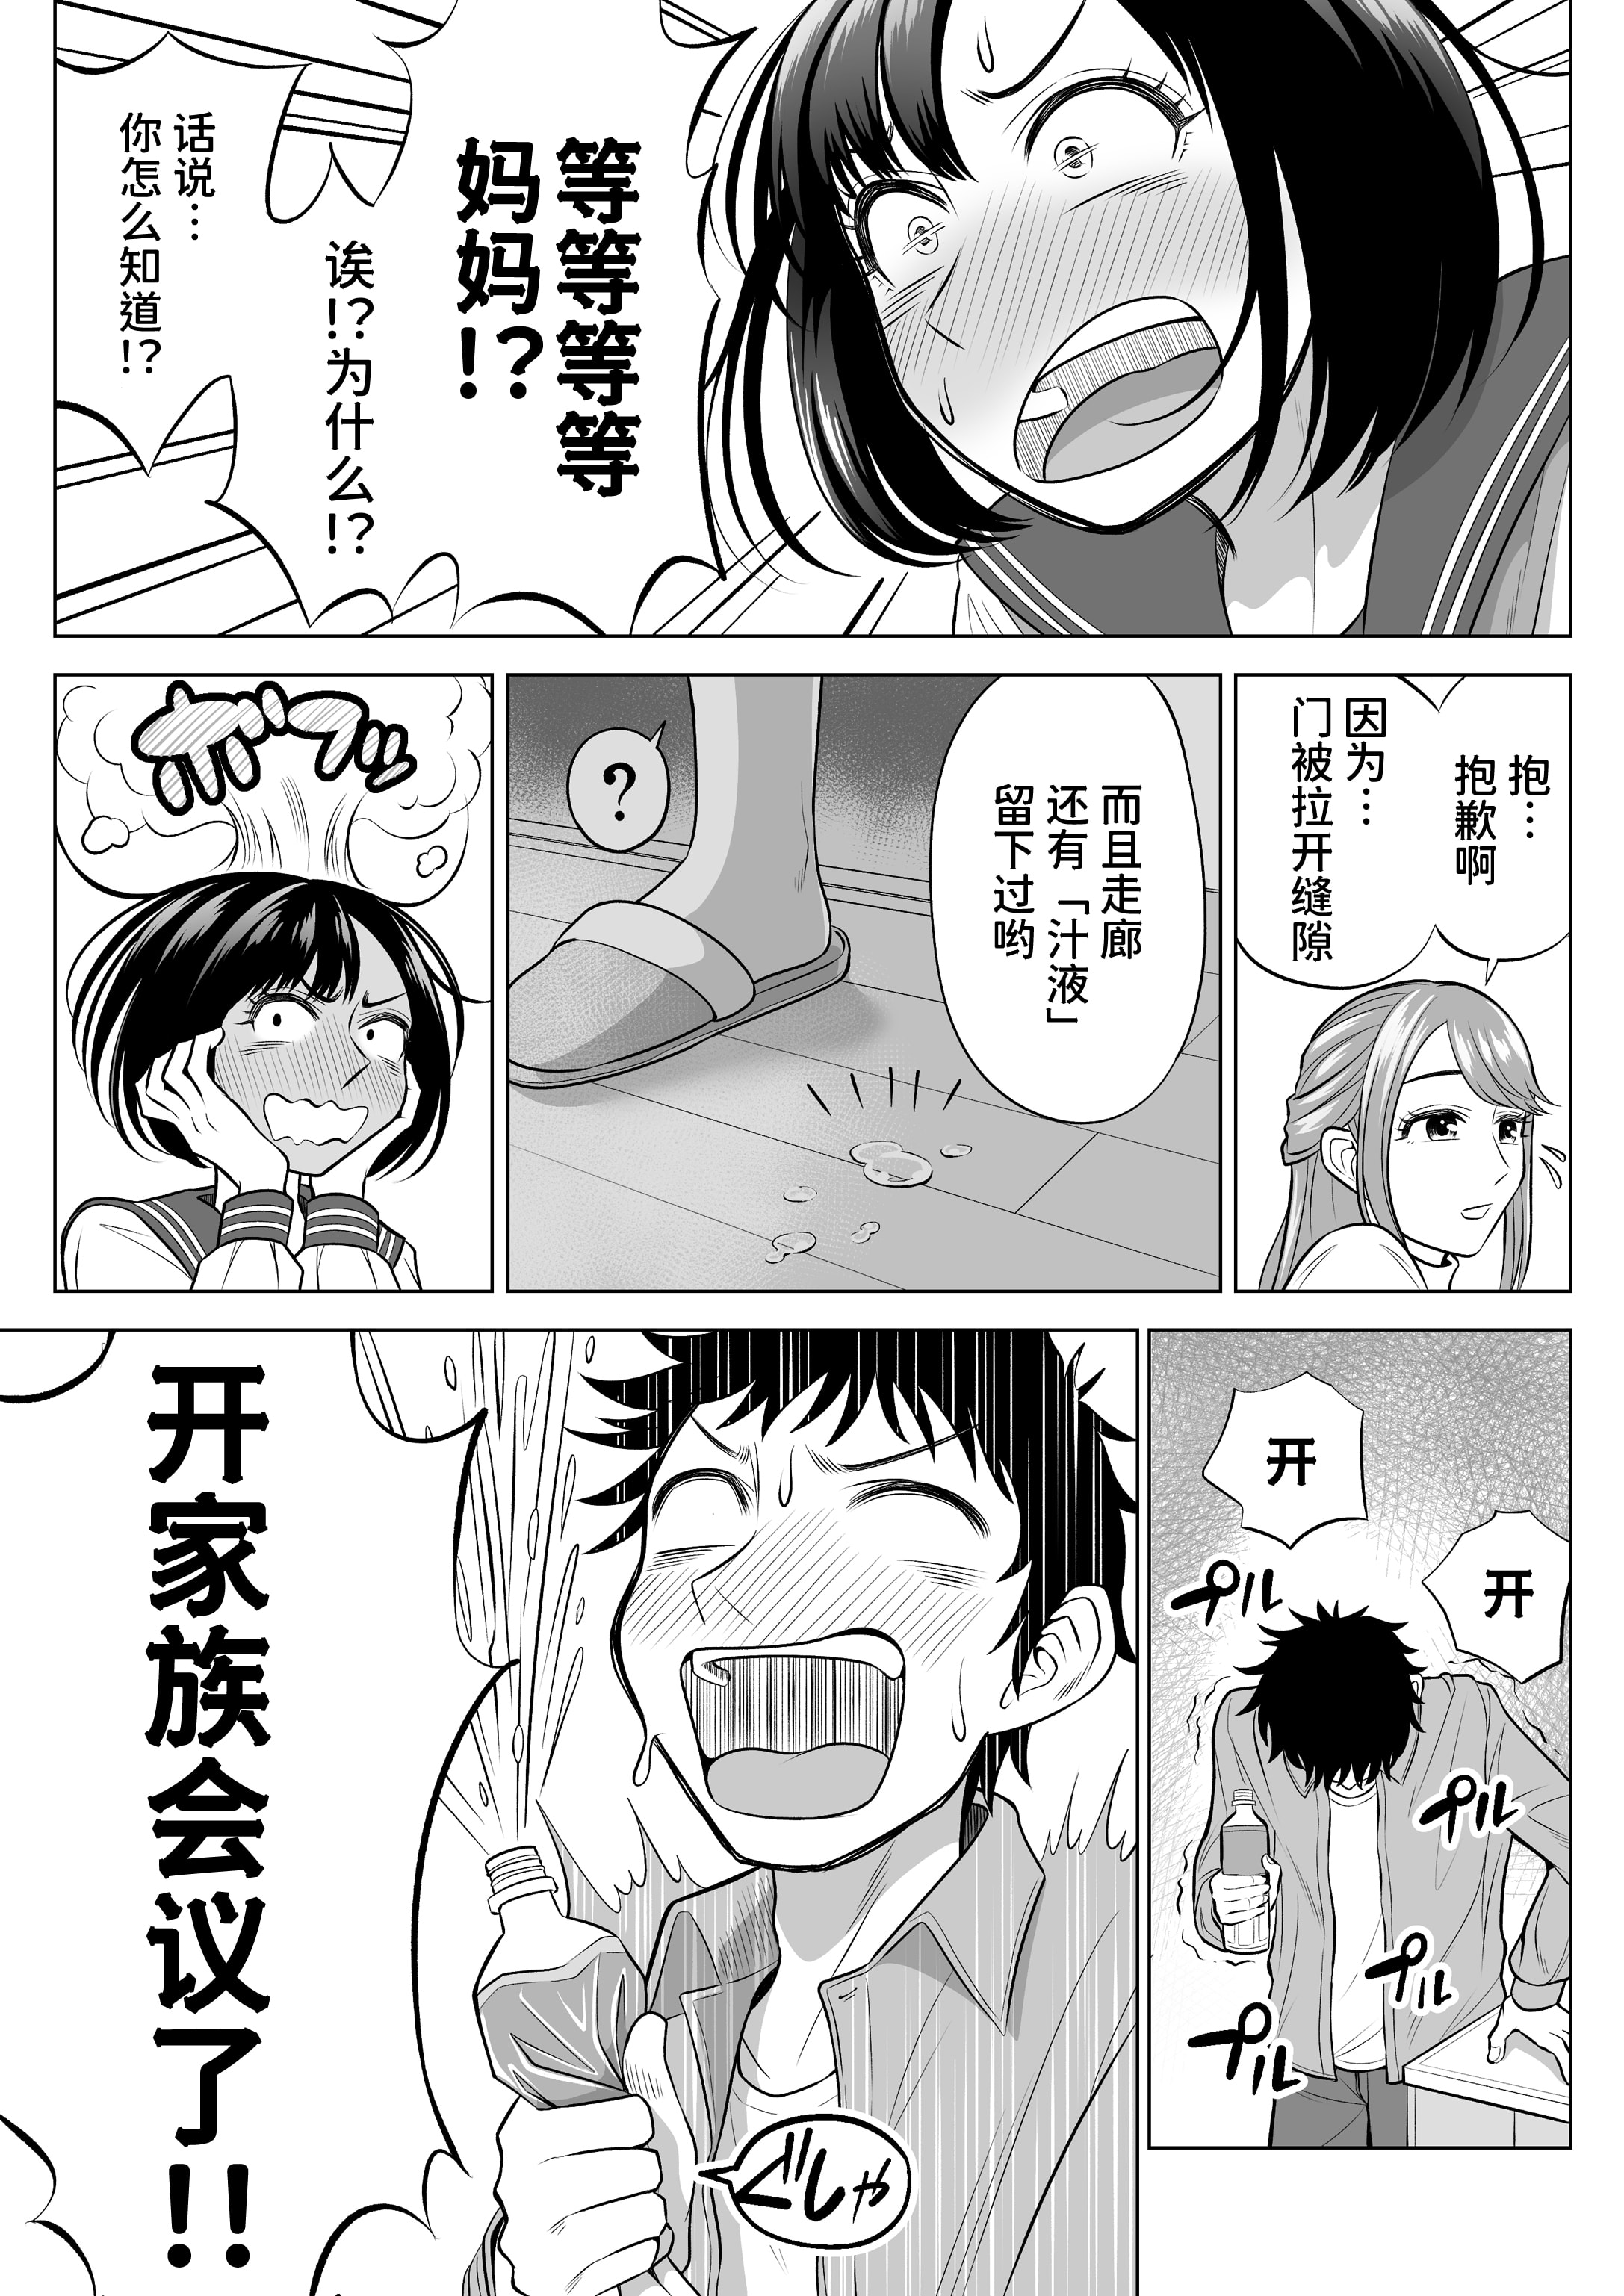 等等等等
妈妈!?
诶!?为什么!?
话说…
你怎么知道!?
抱…
抱歉啊
因为…
门被拉开缝隙
而且走廊
还有「汁液」
留下过哟
?
ボフッ
开
开
プル
プル
プル
プル
开家族会议了!!
ぐしゃ